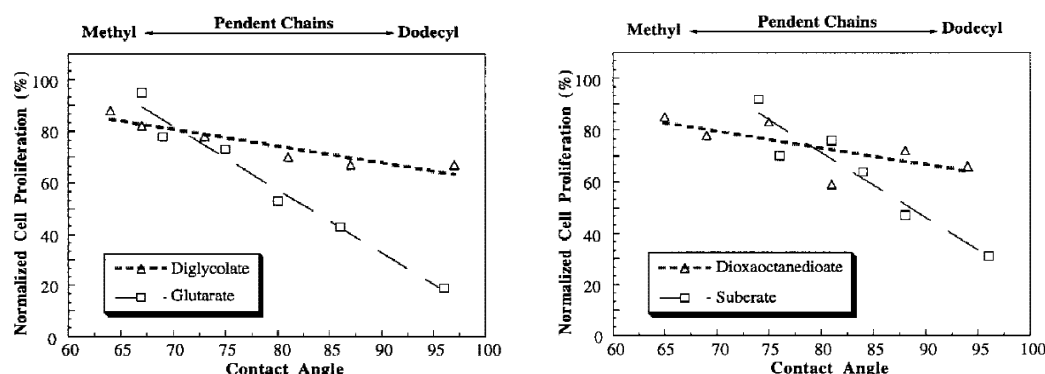 Pendent Chains
Methyl Dodecyl
Normalized Cell Proliferation (%)
100
80
60
40
20
0
Diglycolate
- Glutarate
60 65 70 75 80 85 90 95 100
Contact Angle
Pendent Chains
Methyl Dodecyl
Normalized Cell Proliferation (%)
100
80
60
40
20
0
Dioxaoctanedioate
- Suberate
60 65 70 75 80 85 90 95 100
Contact Angle